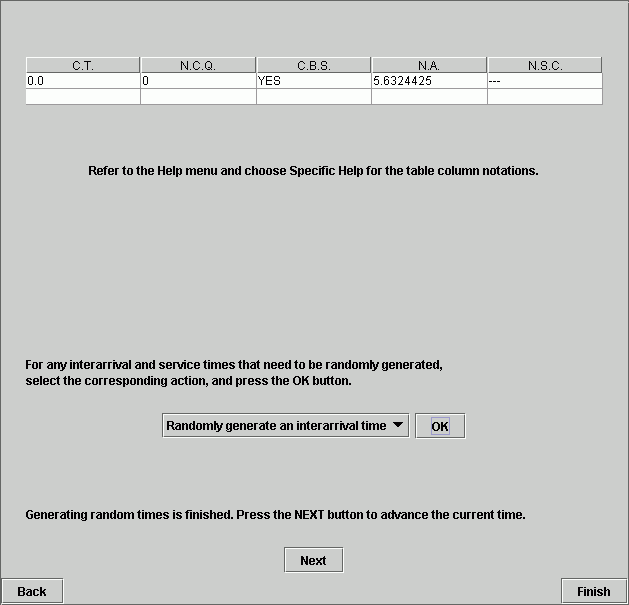 C.T. N.C.Q. C.B.S. N.A. N.S.C.
0.0 0 YES 5.6324425 ---
Refer to the Help menu and choose Specific Help for the table column notations.
For any interarrival and service times that need to be randomly generated,
select the corresponding action, and press the OK button.
Randomly generate an interarrival time OK
Generating random times is finished. Press the NEXT button to advance the current time.
Next
Back Finish